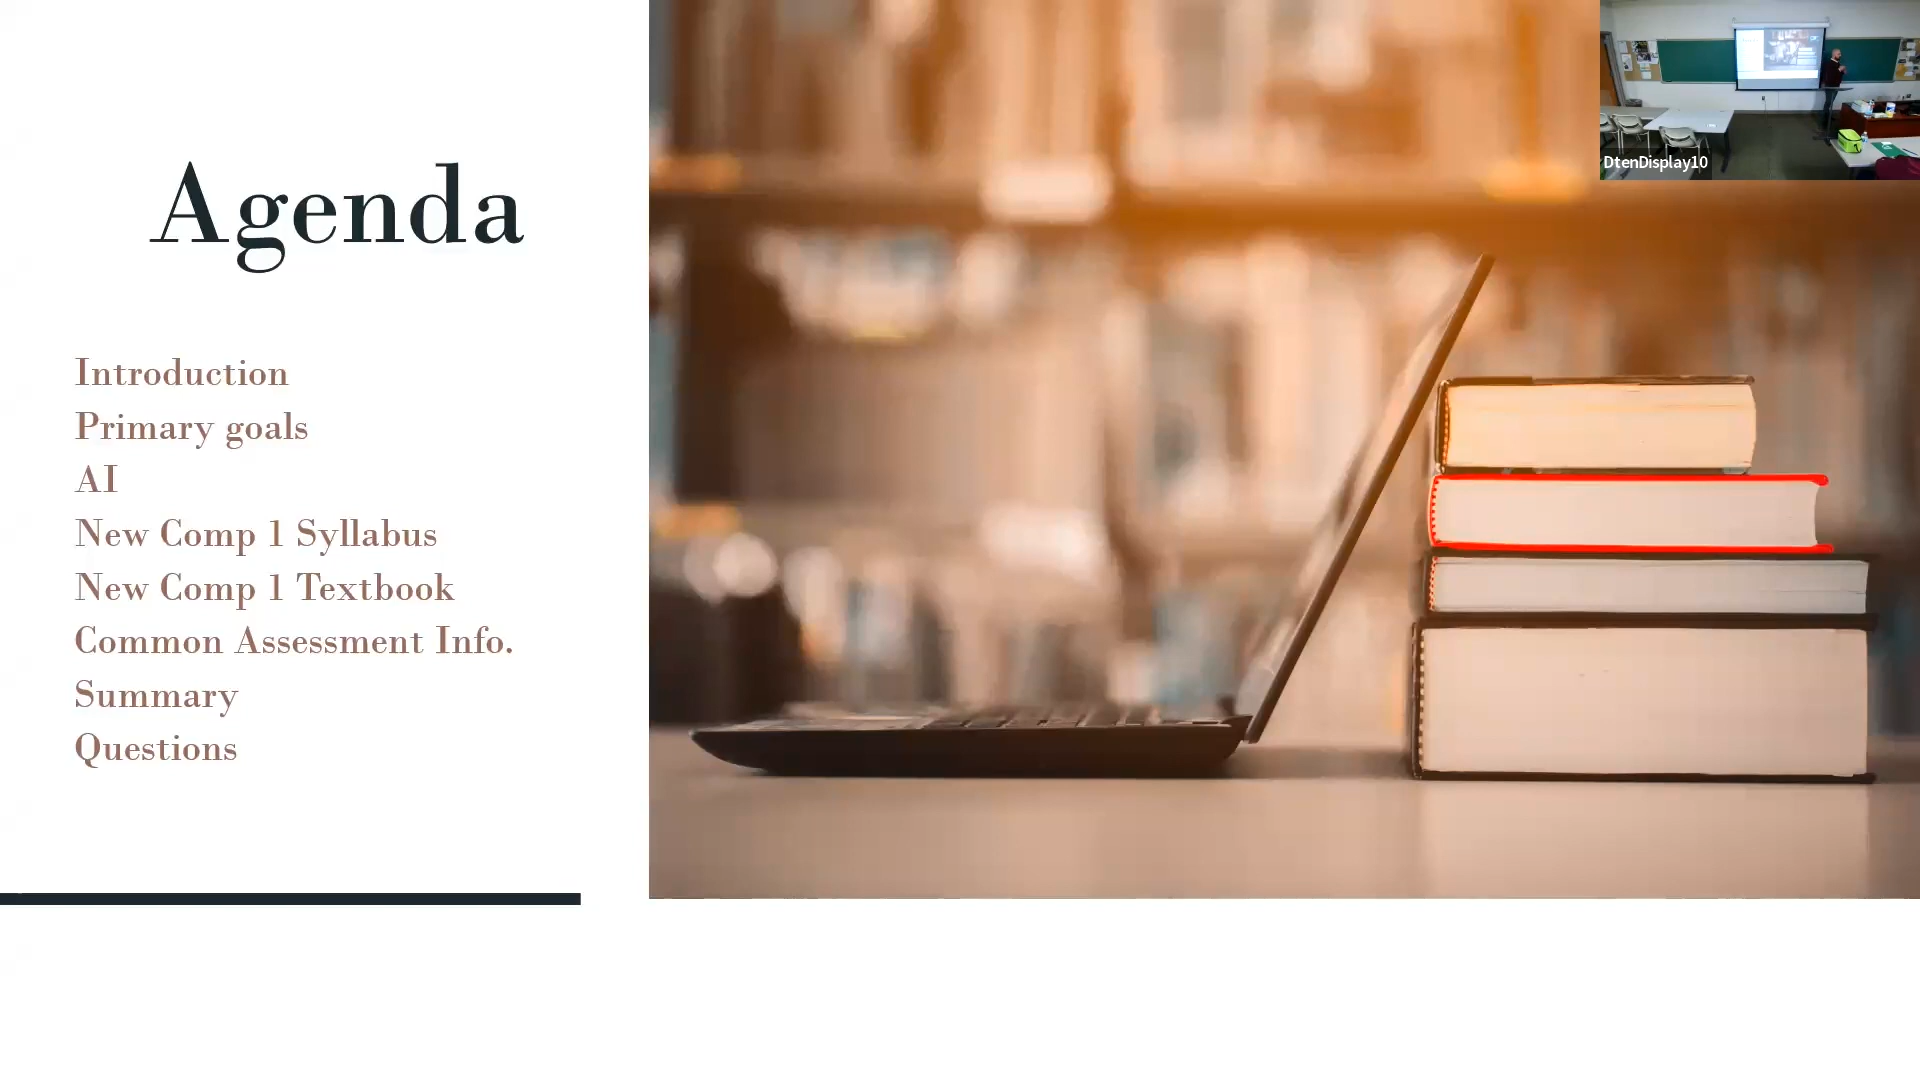 Agenda
Introduction
Primary goals
AI
New Comp 1 Syllabus
New Comp 1 Textbook
Common Assessment Info.
Summary
Questions
DtenDisplay10